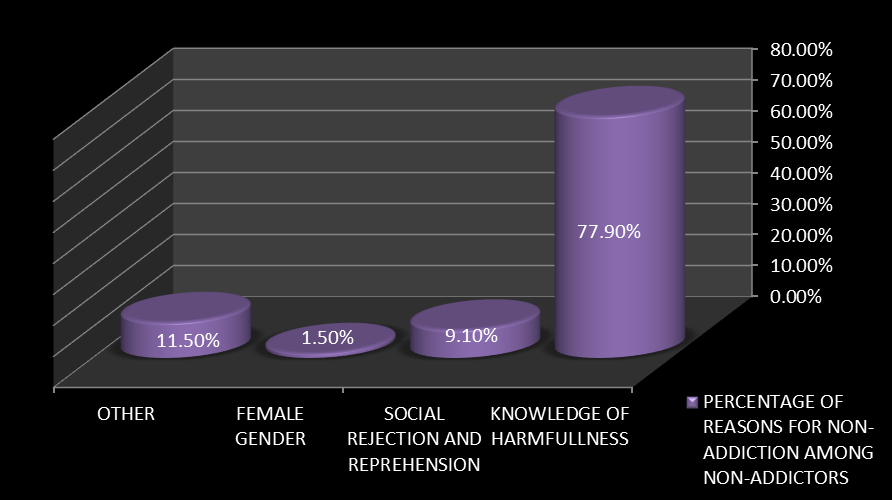 80.00%
70.00%
60.00%
50.00%
40.00%
30.00%
20.00%
10.00%
0.00%
11.50%
1.50%
9.10%
77.90%
OTHER
FEMALE
GENDER
SOCIAL
REJECTION AND
REPREHENSION
KNOWLEDGE OF
HARMFULLNESS
PERCENTAGE OF
REASONS FOR NON-
ADDICTION AMONG
NON-ADDICTORS